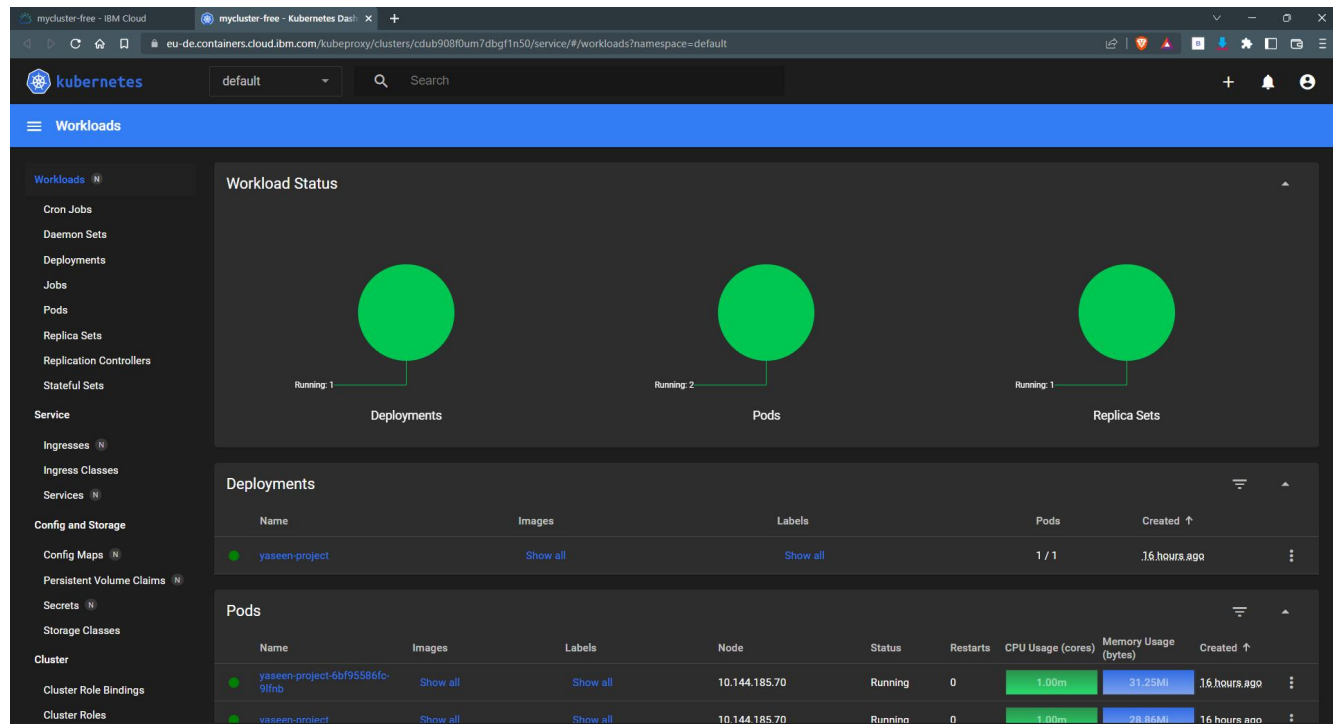 mycluster-free - IBM Cloud
mycluster-free - Kubernetes Dash
eu-de.containers.cloud.ibm.com/kubeproxy/clusters/cdub908f0um7dbgf1n50/service/#/workloads?namespace=default
kubernetes
default
Search
Workloads
Workloads N
Cron Jobs
Daemon Sets
Deployments
Jobs
Pods
Replica Sets
Replication Controllers
Stateful Sets
Service
Ingresses N
Ingress Classes
Services N
Config and Storage
Config Maps N
Persistent Volume Claims N
Secrets N
Storage Classes
Cluster
Cluster Role Bindings
Cluster Roles
Workload Status
Running: 1
Running: 2
Running: 1
Deployments
Pods
Replica Sets
Deployments
Name Images Labels Pods Created ↑
yaseen-project Show all Show all 1 / 1 16 hours ago
Pods
Name Images Labels Node Status Restarts CPU Usage (cores) Memory Usage (bytes) Created ↑
yaseen-project-6bf95586fc-
9lfnb Show all Show all 10.144.185.70 Running 0 1.00m 31.25Mi 16 hours ago
yaseen-project Show all Show all 10.144.185.70 Running 0 1.00m 28.86Mi 16 hours ago